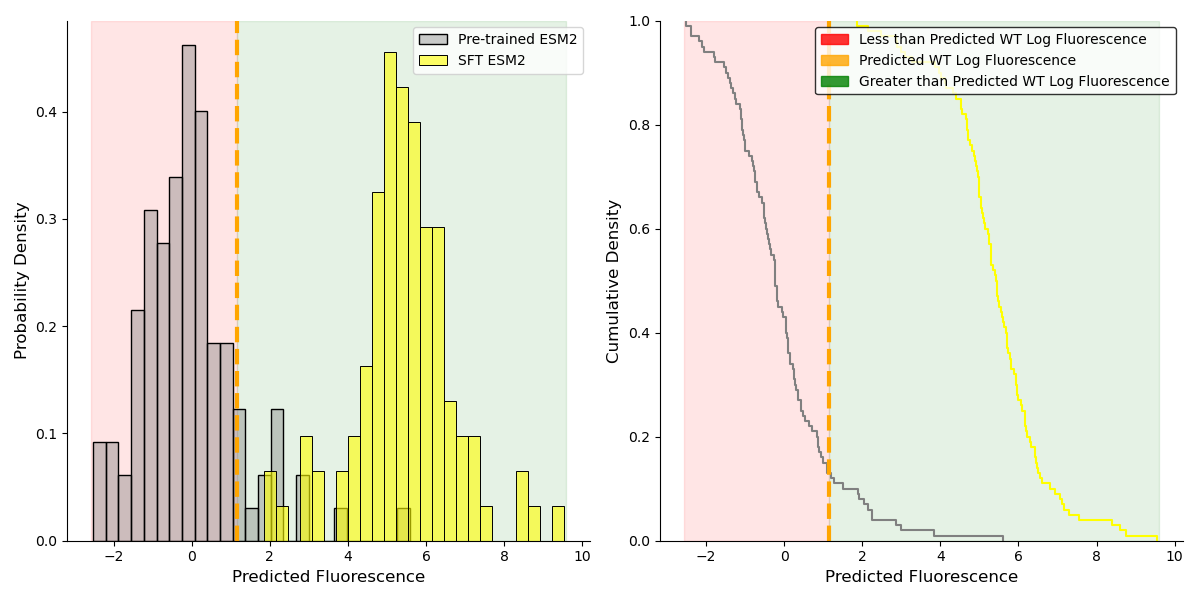 Pre-trained ESM2
SFT ESM2
Probability Density
0.4
0.3
0.2
0.1
0.0
−2
0
2
4
6
8
10
Predicted Fluorescence
Less than Predicted WT Log Fluorescence
Predicted WT Log Fluorescence
Greater than Predicted WT Log Fluorescence
Cumulative Density
1.0
0.8
0.6
0.4
0.2
0.0
−2
0
2
4
6
8
10
Predicted Fluorescence